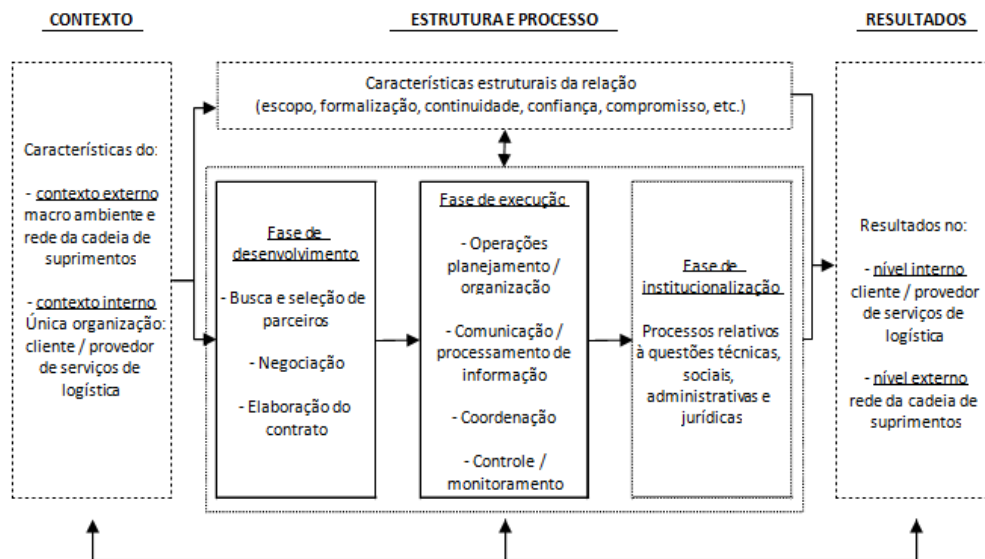 CONTEXTO
ESTRUTURA E PROCESSO
RESULTADOS
Características estruturais da relação
(escopo, formalização, continuidade, confiança, compromisso, etc.)
Características do:
- contexto externo
macro ambiente e
rede da cadeia de
suprimentos
- contexto interno
Única organização:
cliente / provedor
de serviços de
logística
Fase de
desenvolvimento
- Busca e seleção de
parceiros
- Negociação
- Elaboração do
contrato
Fase de execução
- Operações
planejamento /
organização
- Comunicação /
processamento de
informação
- Coordenação
- Controle /
monitoramento
Fase de
institucionalização
Processos relativos
à questões técnicas,
sociais,
administrativas e
jurídicas
Resultados no:
- nível interno
cliente / provedor
de serviços de
logística
- nível externo
rede da cadeia de
suprimentos